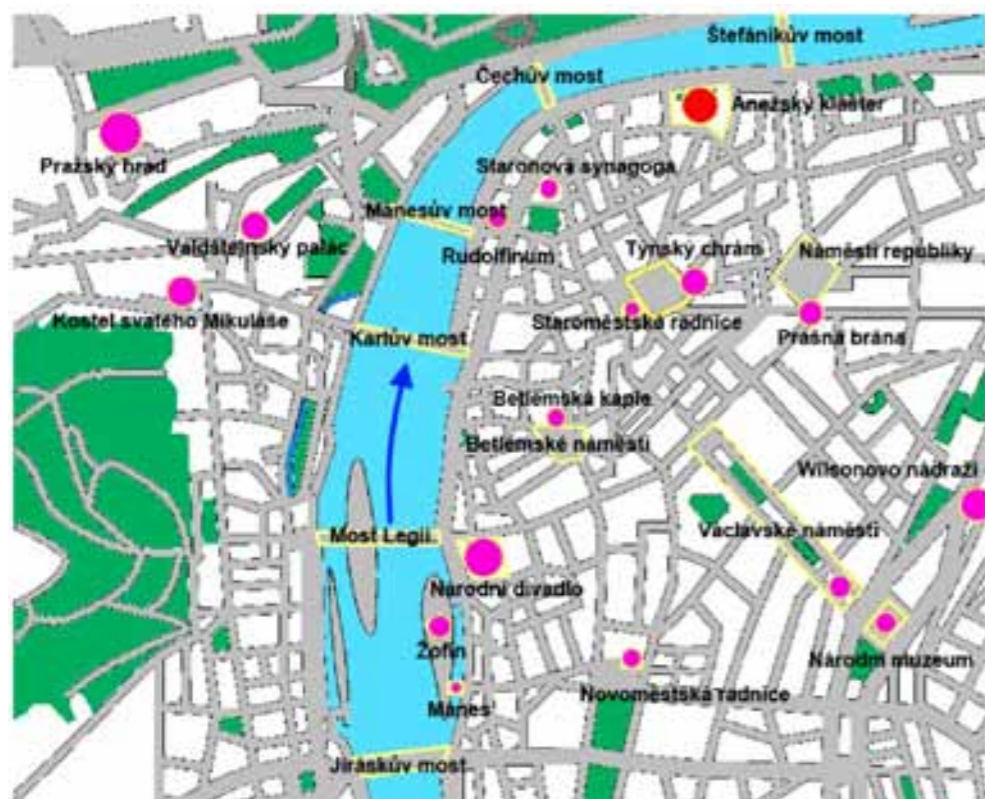 Štefánikův most
Čechův most
Anežský klášter
Pražský hrad
Staronová synagoga
Mánesův most
Valdštejnský palác
Rudolfinum
Týnský chrám
Náměstí republiky
Kostel svatého Mikuláše
Staroměstská radnice
Karlův most
Prašná brána
Betlémská kaple
Betlémské náměstí
Wilsonovo nádraží
Václavské náměstí
Most Legií
Národní divadlo
Žofín
Národní muzeum
Mánes
Novoměstská radnice
Jiráskův most